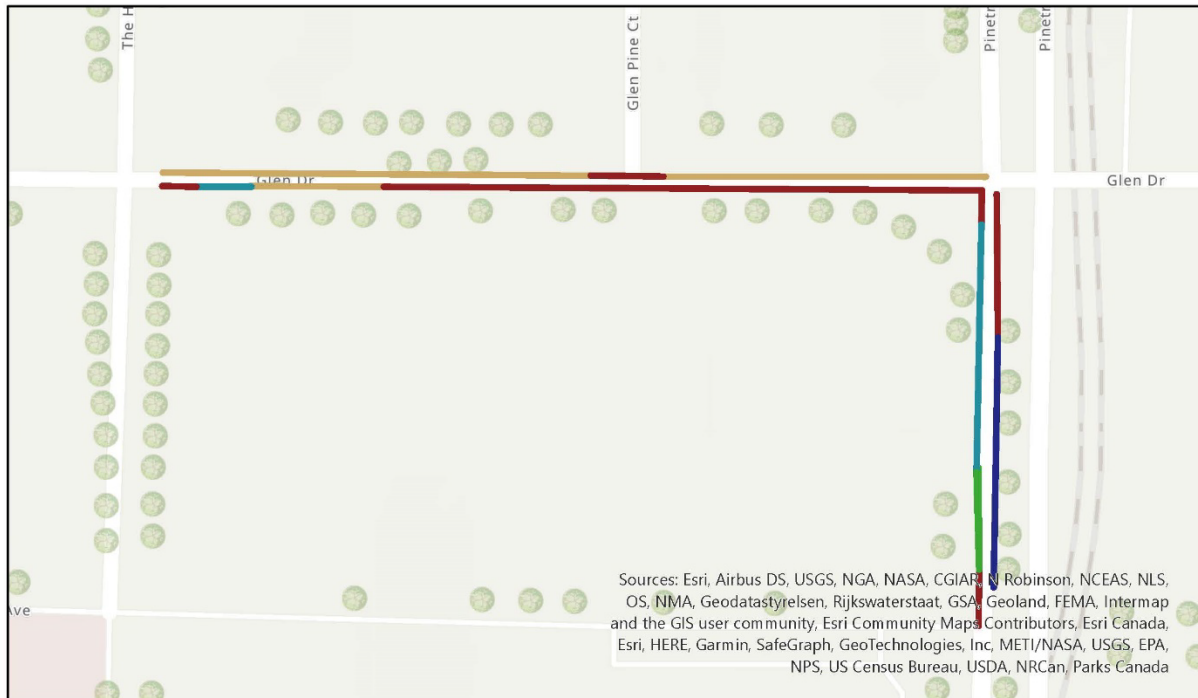 The H
Glen Pine Ct
Pinetr
Pinetr
Glen Dr
Glen Dr
Ave
Sources: Esri, Airbus DS, USGS, NGA, NASA, CGIAR, N Robinson, NCEAS, NLS,
OS, NMA, Geodatastyrelsen, Rijkswaterstaat, GSA, Geoland, FEMA, Intermap
and the GIS user community, Esri Community Maps Contributors, Esri Canada,
Esri, HERE, Garmin, SafeGraph, GeoTechnologies, Inc, METI/NASA, USGS, EPA,
NPS, US Census Bureau, USDA, NRCan, Parks Canada